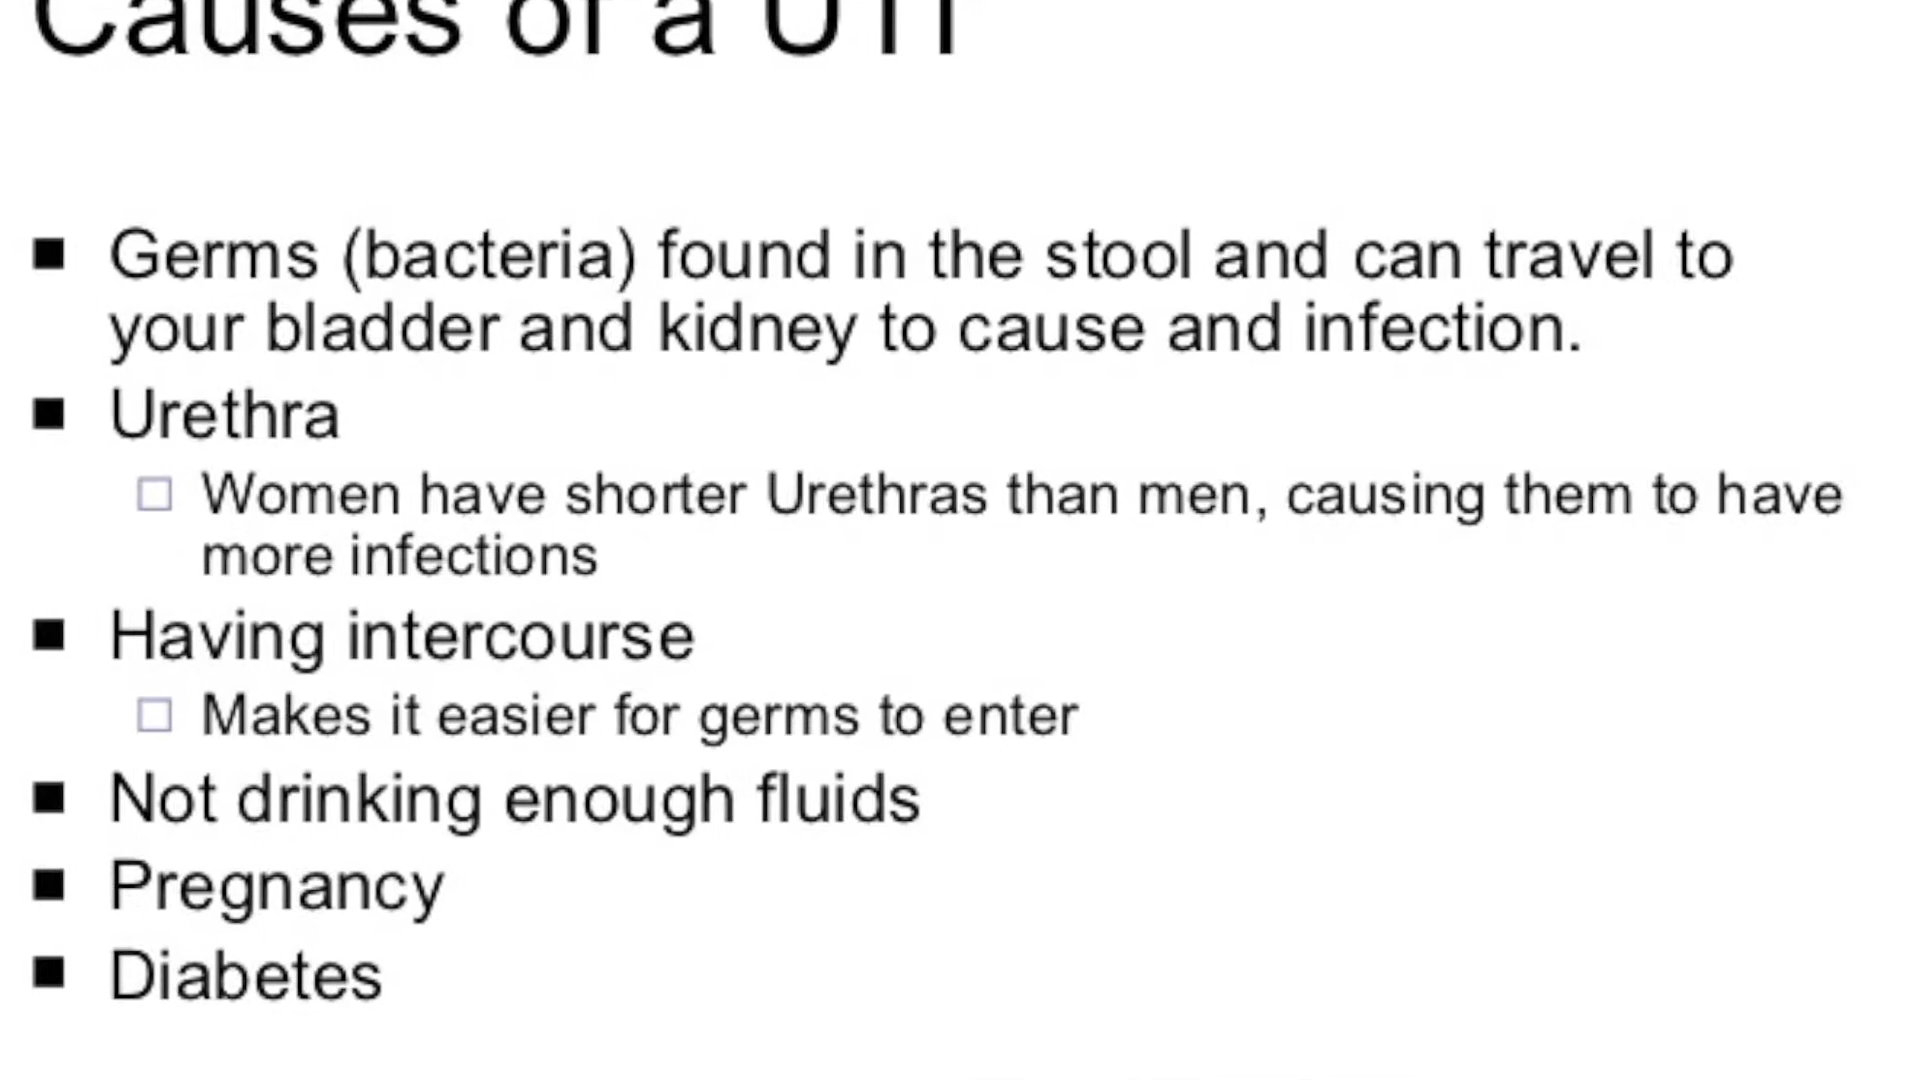 Causes of a UTI
Germs (bacteria) found in the stool and can travel to
your bladder and kidney to cause and infection.
Urethra
Women have shorter Urethras than men, causing them to have
more infections
Having intercourse
Makes it easier for germs to enter
Not drinking enough fluids
Pregnancy
Diabetes